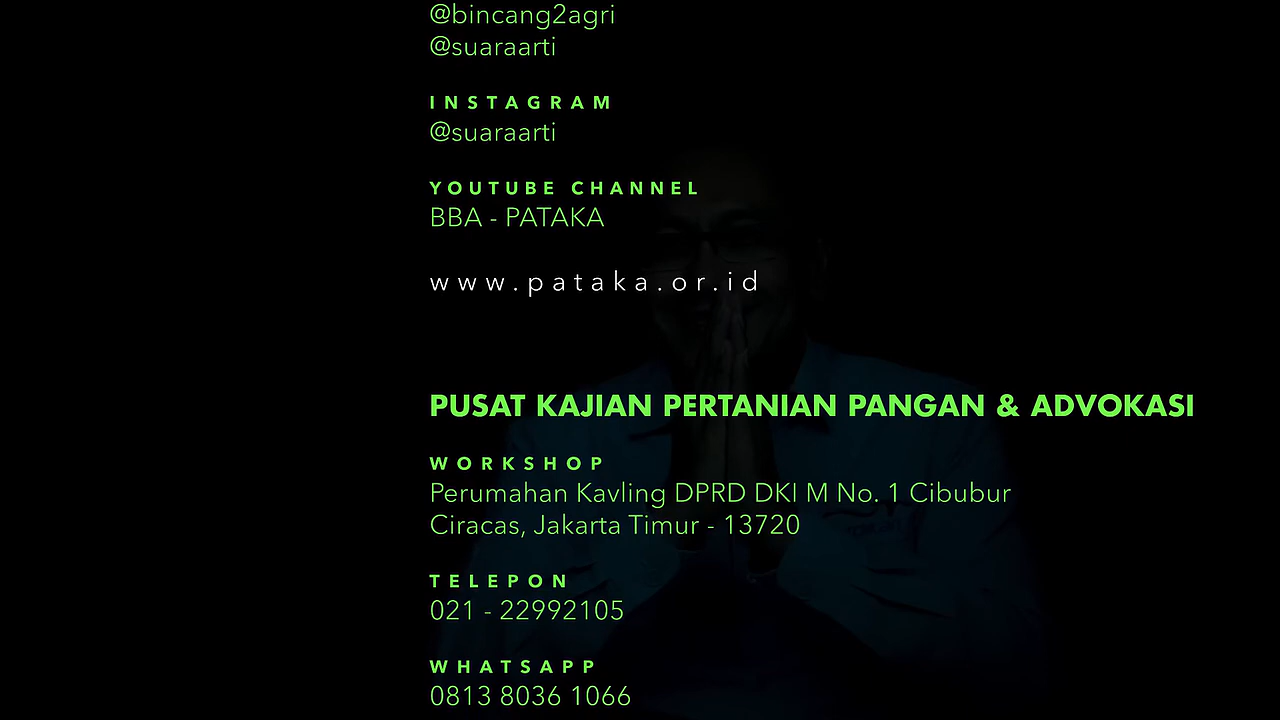 @bincang2agri
@suaraarti
INSTAGRAM
@suaraarti
YOUTUBE CHANNEL
BBA - PATAKA
www.pataka.or.id
PUSAT KAJIAN PERTANIAN PANGAN & ADVOKASI
WORKSHOP
Perumahan Kavling DPRD DKI M No. 1 Cibubur
Ciracas, Jakarta Timur - 13720
TELEPON
021 - 22992105
WHATSAPP
0813 8036 1066